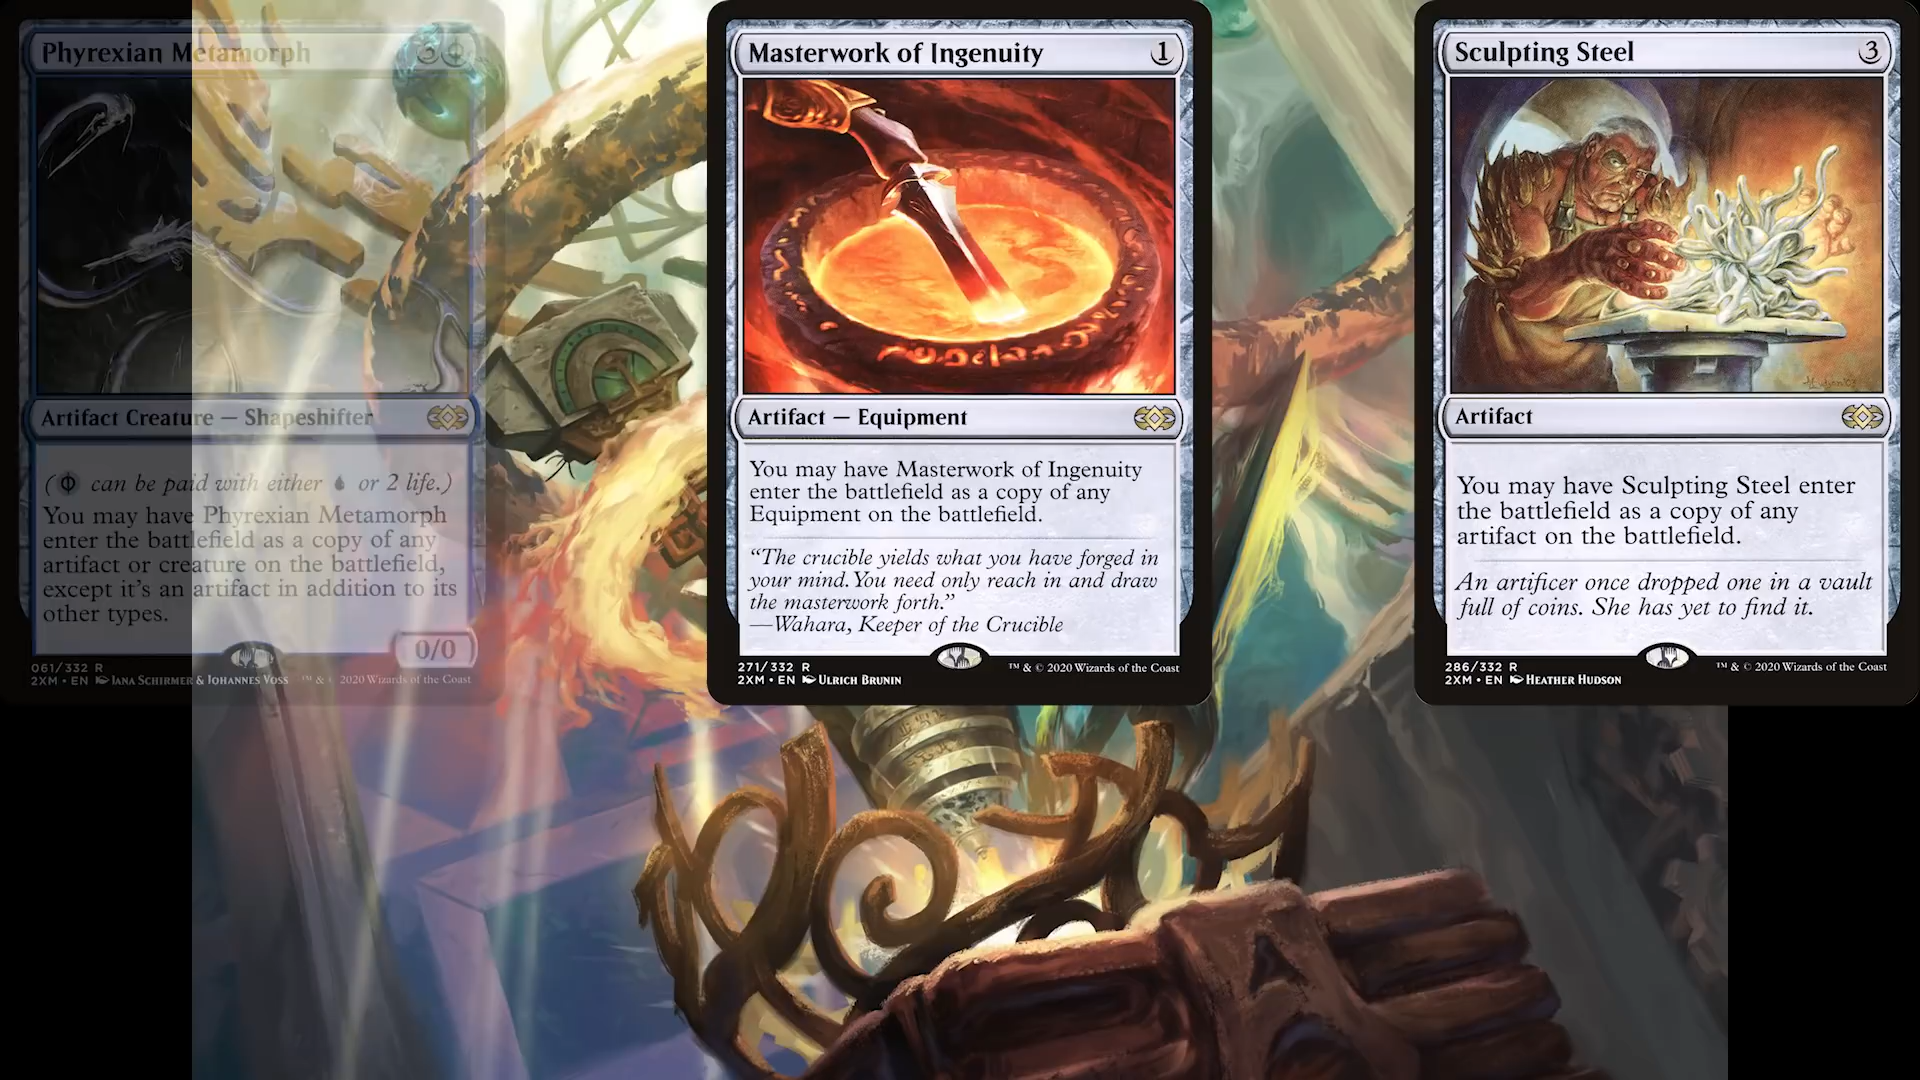 Phyrexian Metamorph
3
Artifact Creature — Shapeshifter
( can be paid with either or 2 life.)
You may have Phyrexian Metamorph
enter the battlefield as a copy of any
artifact or creature on the battlefield,
except it's an artifact in addition to its
other types.
0/0
061/332 R
2XM • EN Iana Schirmer & Johannes Voss
™ & © 2020 Wizards of the Coast
Masterwork of Ingenuity
1
Artifact — Equipment
You may have Masterwork of Ingenuity
enter the battlefield as a copy of any
Equipment on the battlefield.
“The crucible yields what you have forged in
your mind. You need only reach in and draw
the masterwork forth.”
—Wahara, Keeper of the Crucible
271/332 R
2XM • EN Ulrich Brunin
™ & © 2020 Wizards of the Coast
Sculpting Steel
3
Artifact
You may have Sculpting Steel enter
the battlefield as a copy of any
artifact on the battlefield.
An artificer once dropped one in a vault
full of coins. She has yet to find it.
286/332 R
2XM • EN Heather Hudson
™ & © 2020 Wizards of the Coast